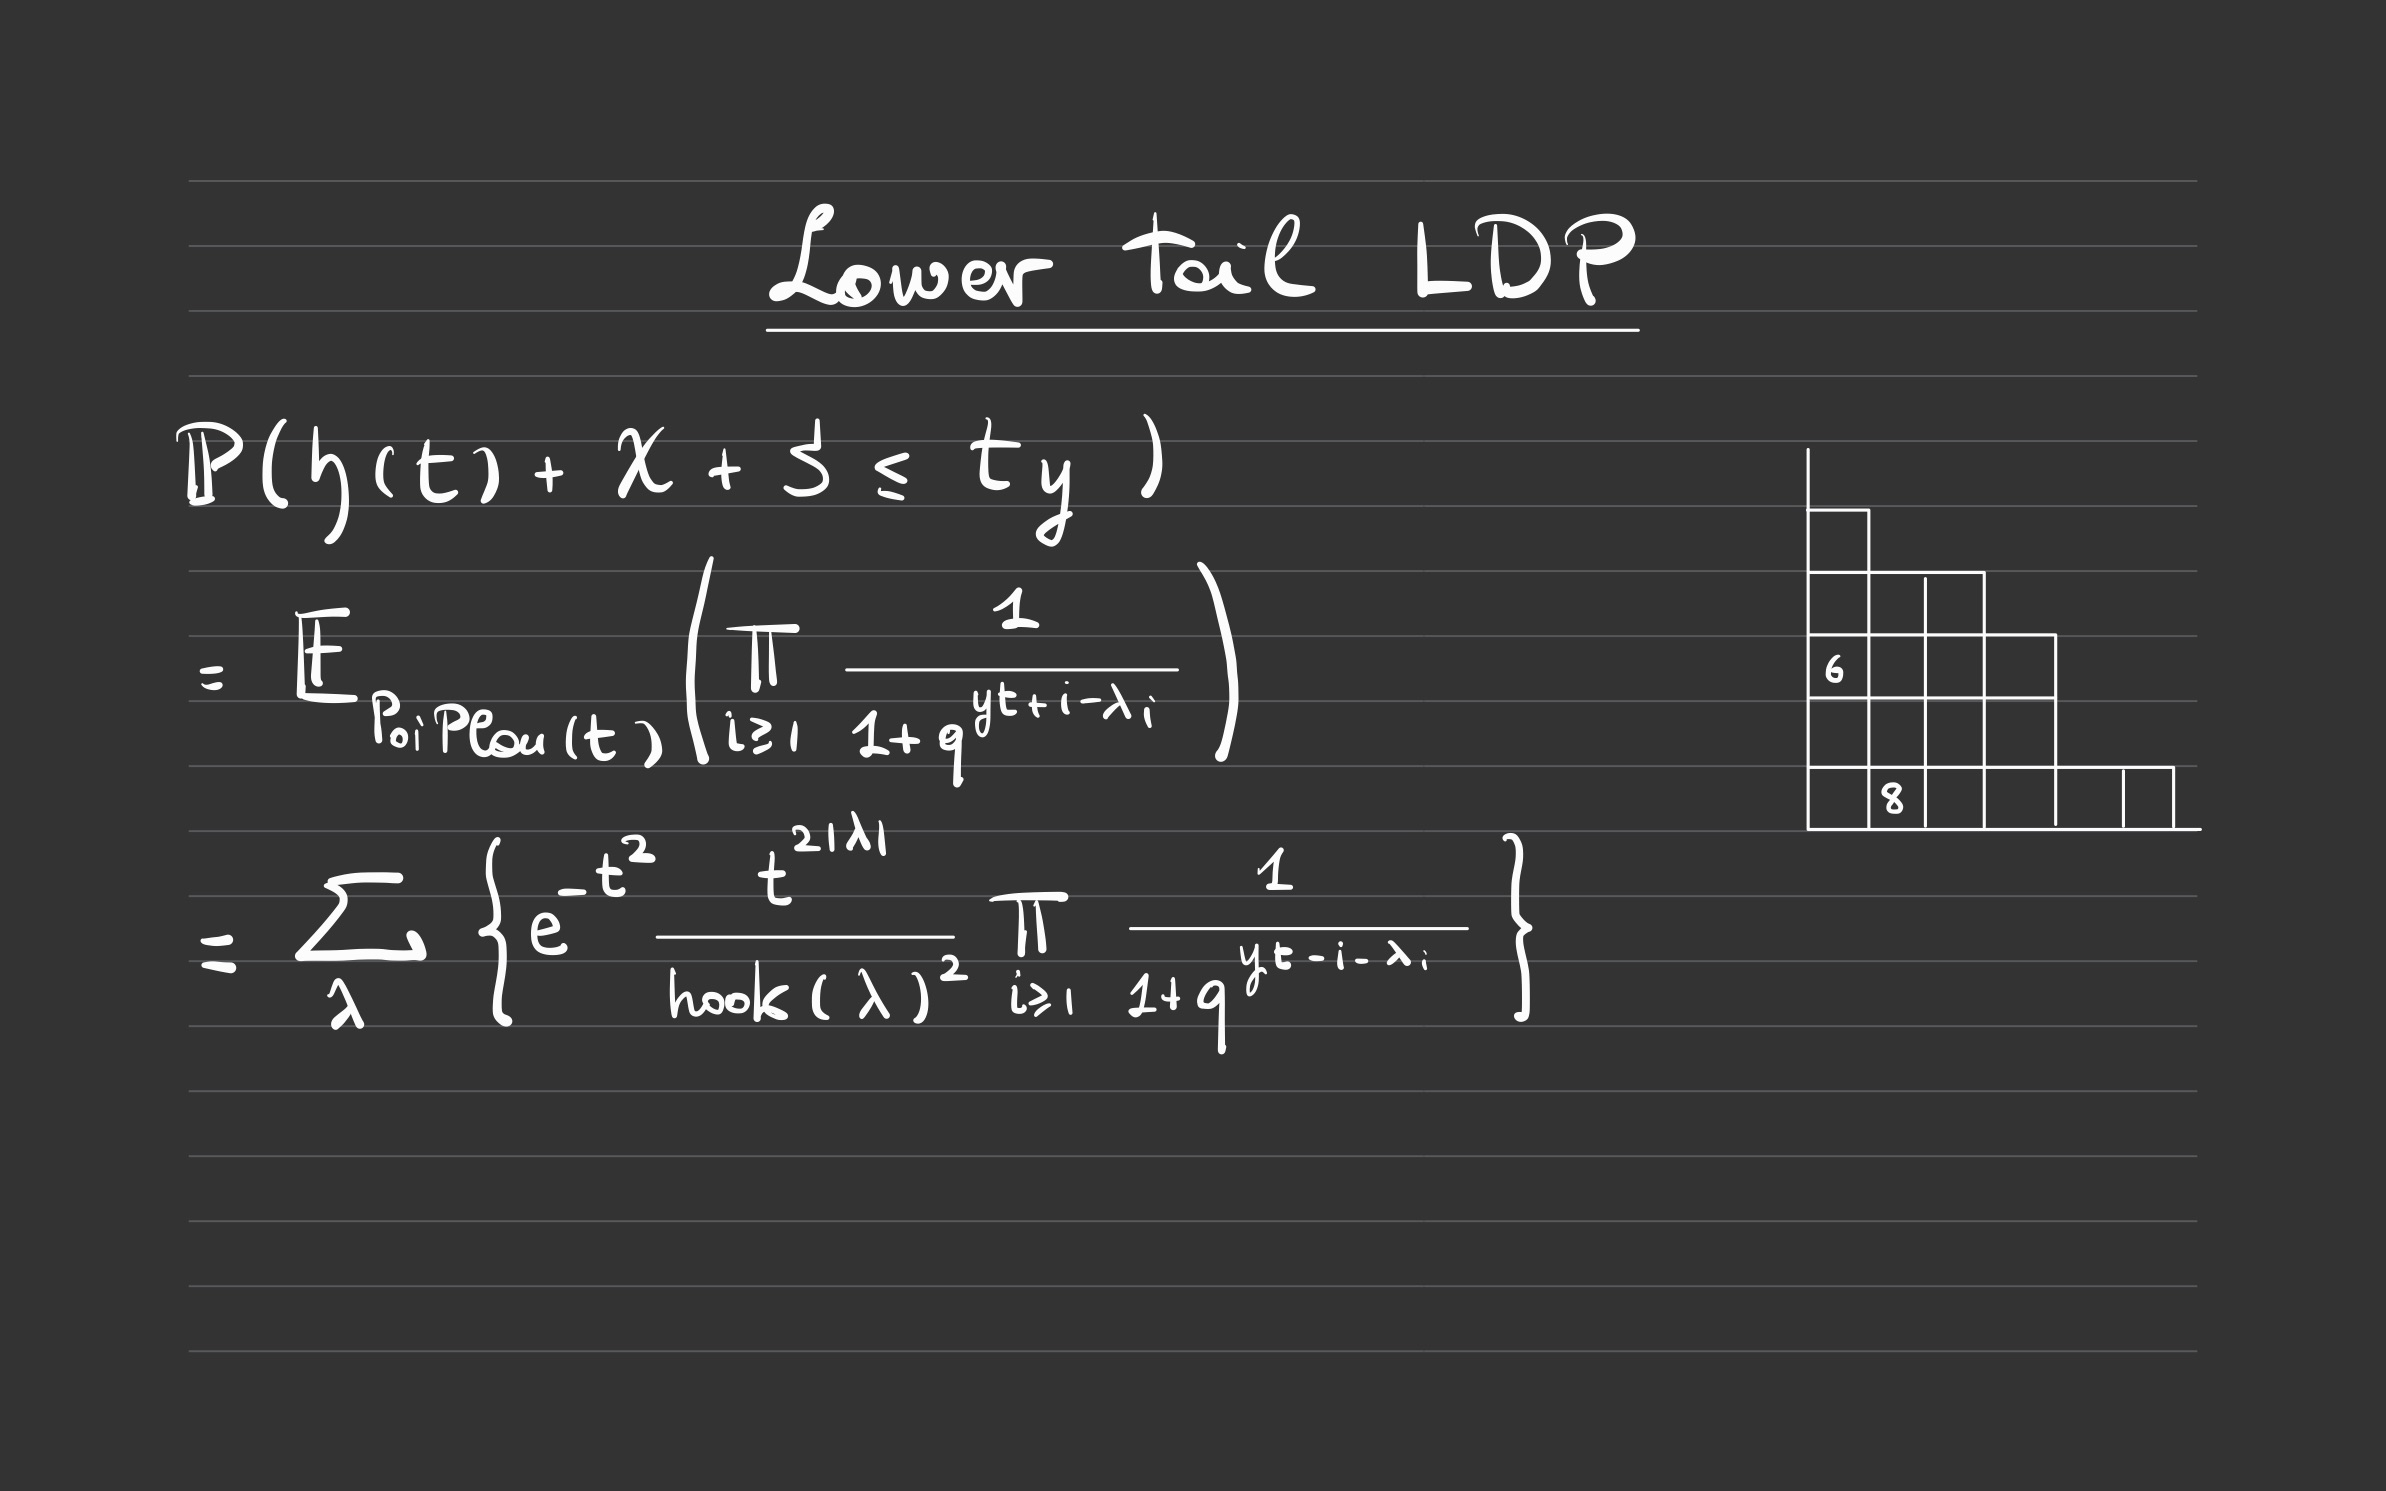 Lower tail LDP
P(h(t) + χ + S ≤ ty)
= E_{PoiPlan(t)} ( ∏_{i≥1} 1 / (1+q^{yt+i-λ_i}) )
= Σ_λ { e^{-t^2} t^{2|λ|} / hook(λ)^2 ∏_{i≥1} 1 / (1+q^{yt-i-λ_i}) }
6
8